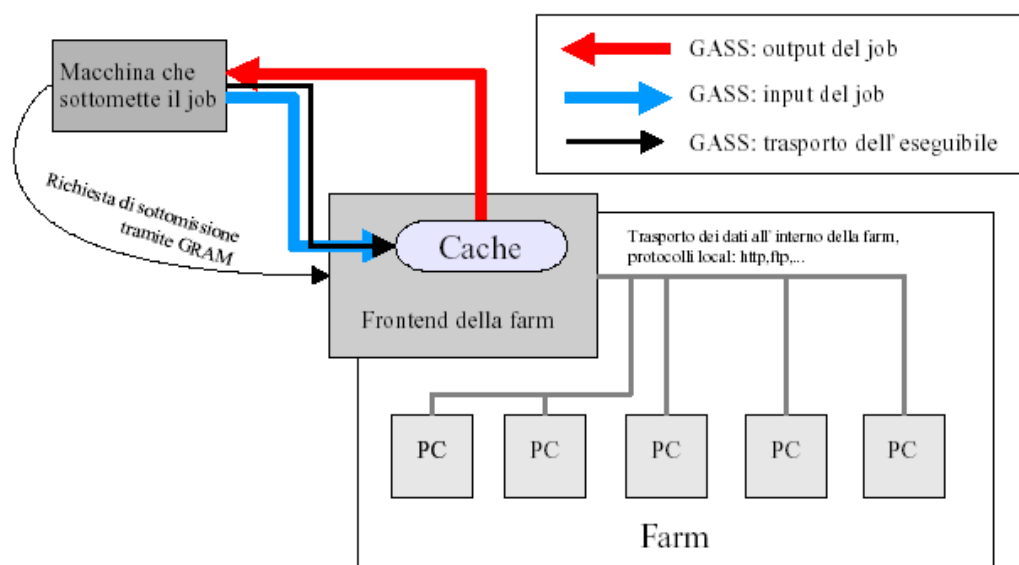 Macchina che
sottomette il job
GASS: output del job
GASS: input del job
GASS: trasporto dell'eseguibile
Richiesta di sottomissione
tramite GRAM
Cache
Frontend della farm
Trasporto dei dati all'interno della farm,
protocolli local: http,ftp,...
PC
PC
PC
PC
PC
Farm